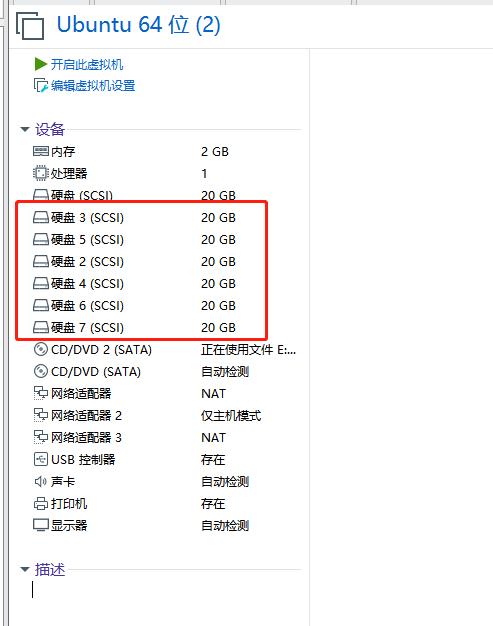 Ubuntu 64 位 (2)
开启此虚拟机
编辑虚拟机设置
设备
内存 2 GB
处理器 1
硬盘 (SCSI) 20 GB
硬盘 3 (SCSI) 20 GB
硬盘 5 (SCSI) 20 GB
硬盘 2 (SCSI) 20 GB
硬盘 4 (SCSI) 20 GB
硬盘 6 (SCSI) 20 GB
硬盘 7 (SCSI) 20 GB
CD/DVD 2 (SATA) 正在使用文件 E:...
CD/DVD (SATA) 自动检测
网络适配器 NAT
网络适配器 2 仅主机模式
网络适配器 3 NAT
USB 控制器 存在
声卡 自动检测
打印机 存在
显示器 自动检测
描述